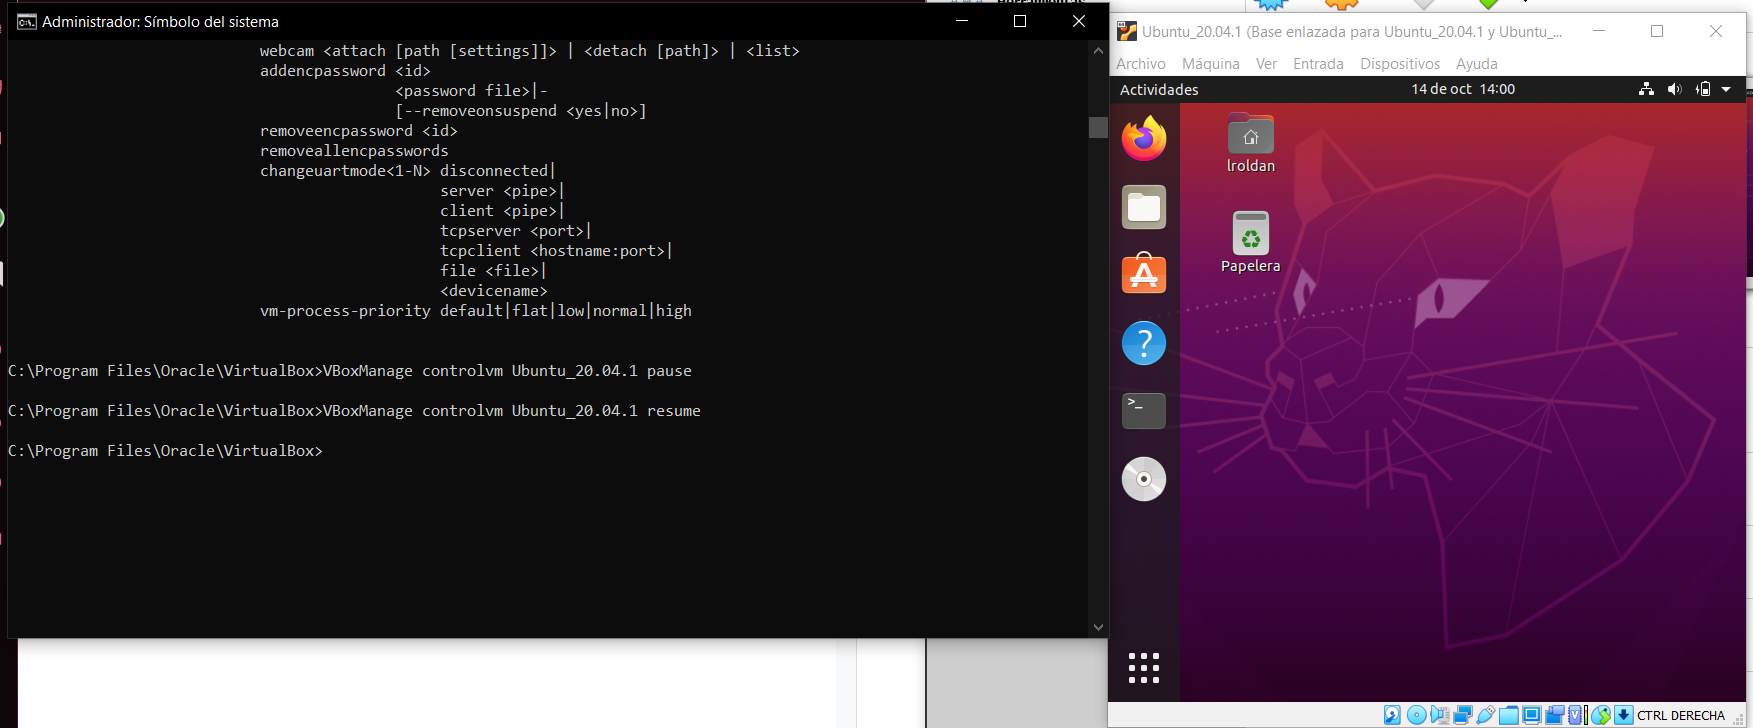 Administrador: Símbolo del sistema
webcam <attach [path [settings]]> | <detach [path]> | <list>
addencpassword <id>
<password file>|-
[--removeonsuspend <yes|no>]
removeencpassword <id>
removeallencpasswords
changeuartmode<1-N> disconnected|
server <pipe>|
client <pipe>|
tcpserver <port>|
tcpclient <hostname:port>|
file <file>|
<devicename>
vm-process-priority default|flat|low|normal|high
C:\Program Files\Oracle\VirtualBox>VBoxManage controlvm Ubuntu_20.04.1 pause
C:\Program Files\Oracle\VirtualBox>VBoxManage controlvm Ubuntu_20.04.1 resume
C:\Program Files\Oracle\VirtualBox>
Ubuntu_20.04.1 (Base enlazada para Ubuntu_20.04.1 y Ubuntu_...
Archivo Máquina Ver Entrada Dispositivos Ayuda
Actividades 14 de oct 14:00
lroldan
Papelera
CTRL DERECHA